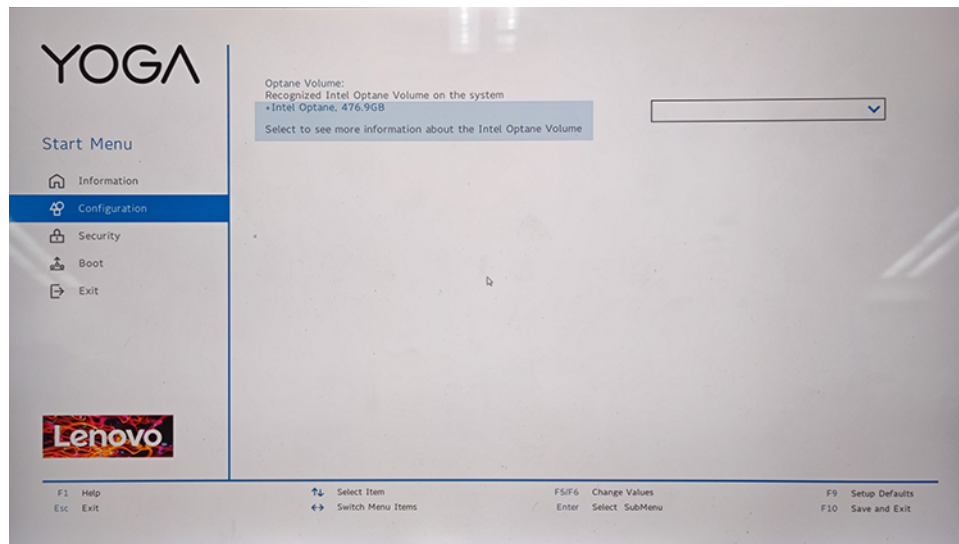 YOGA
Start Menu
Information
Configuration
Security
Boot
Exit
Lenovo
Optane Volume:
Recognized Intel Optane Volume on the system
+Intel Optane, 476.9GB
Select to see more information about the Intel Optane Volume
F1 Help
Esc Exit
↑↓ Select Item
↔ Switch Menu Items
F5/F6 Change Values
Enter Select SubMenu
F9 Setup Defaults
F10 Save and Exit